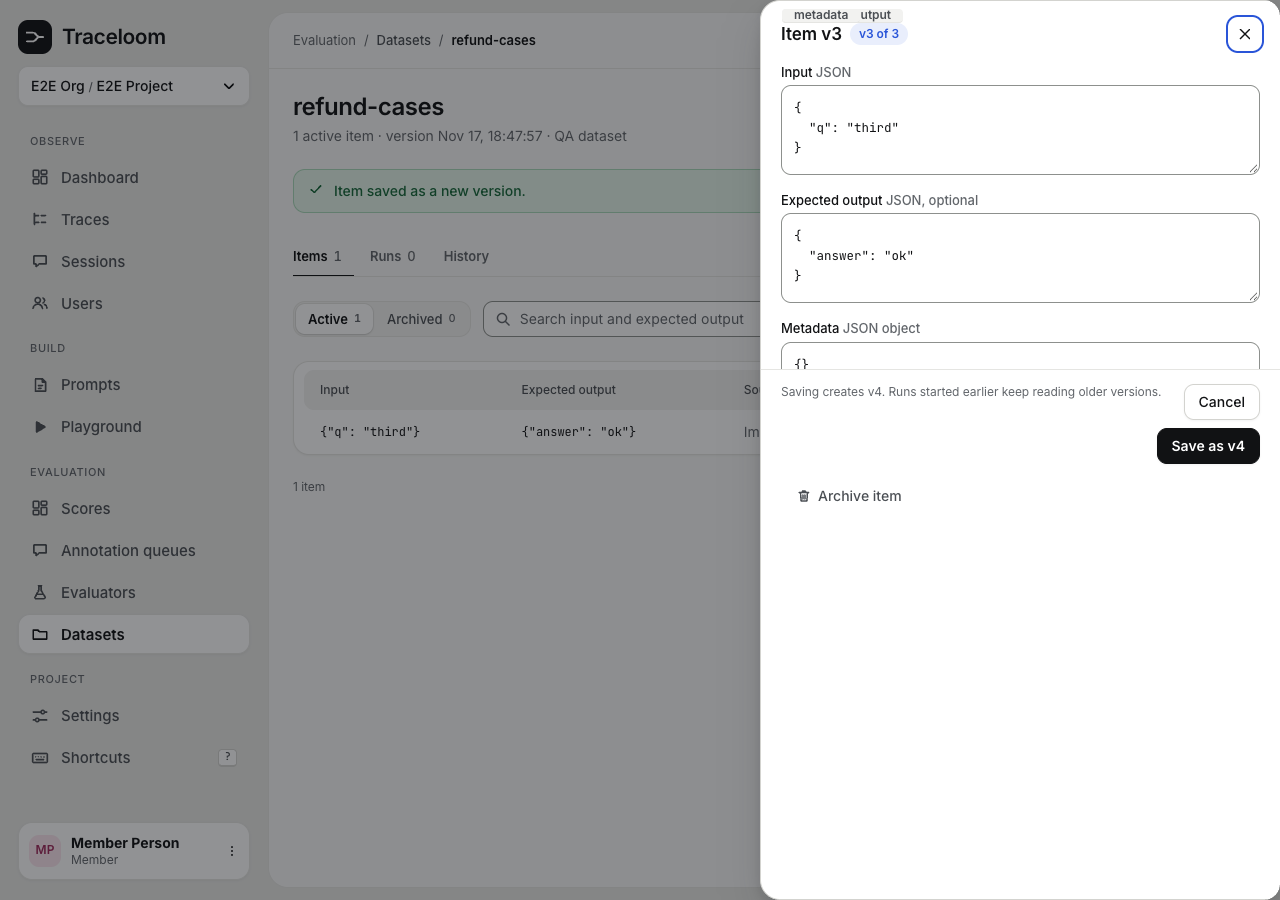 Traceloom
E2E Org / E2E Project
OBSERVE
Dashboard
Traces
Sessions
Users
BUILD
Prompts
Playground
EVALUATION
Scores
Annotation queues
Evaluators
Datasets
PROJECT
Settings
Shortcuts ?
MP
Member Person
Member
Evaluation / Datasets / refund-cases
refund-cases
1 active item · version Nov 17, 18:47:57 · QA dataset
Item saved as a new version.
Items 1 Runs 0 History
Active 1 Archived 0 Search input and expected output
Input Expected output
{"q": "third"} {"answer": "ok"} Im
1 item
metadata utput
Item v3 v3 of 3
Input JSON
{
"q": "third"
}
Expected output JSON, optional
{
"answer": "ok"
}
Metadata JSON object
{}
Saving creates v4. Runs started earlier keep reading older versions.
Cancel
Save as v4
Archive item